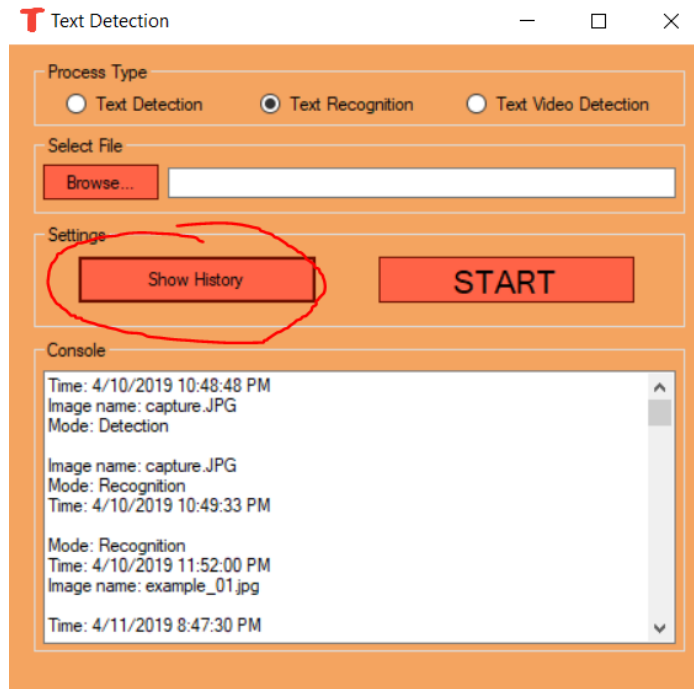 Text Detection
Process Type
Text Detection Text Recognition Text Video Detection
Select File
Browse...
Settings
Show History START
Console
Time: 4/10/2019 10:48:48 PM
Image name: capture.JPG
Mode: Detection
Image name: capture.JPG
Mode: Recognition
Time: 4/10/2019 10:49:33 PM
Mode: Recognition
Time: 4/10/2019 11:52:00 PM
Image name: example_01.jpg
Time: 4/11/2019 8:47:30 PM